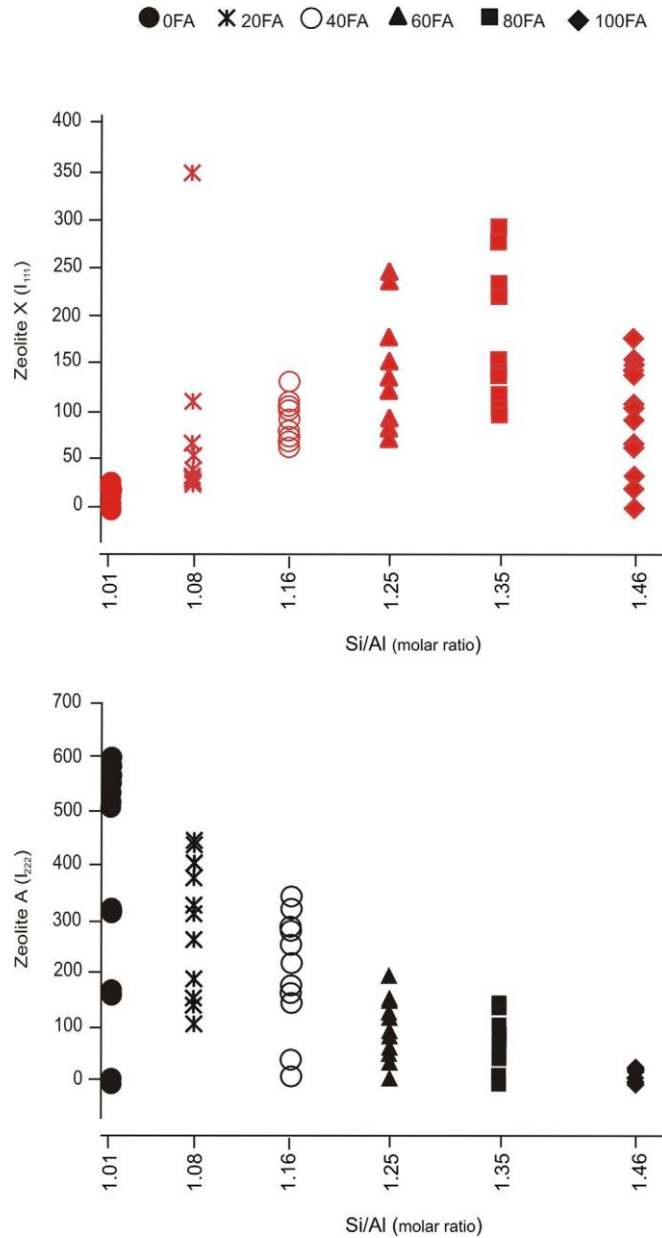 0FA 20FA 40FA 60FA 80FA 100FA
400
350
300
250
200
150
100
50
0
Zeolite X (I₁₁₁)
1.01 1.08 1.16 1.25 1.35 1.46
Si/Al (molar ratio)
700
600
500
400
300
200
100
0
Zeolite A (I₂₂₂)
1.01 1.08 1.16 1.25 1.35 1.46
Si/Al (molar ratio)